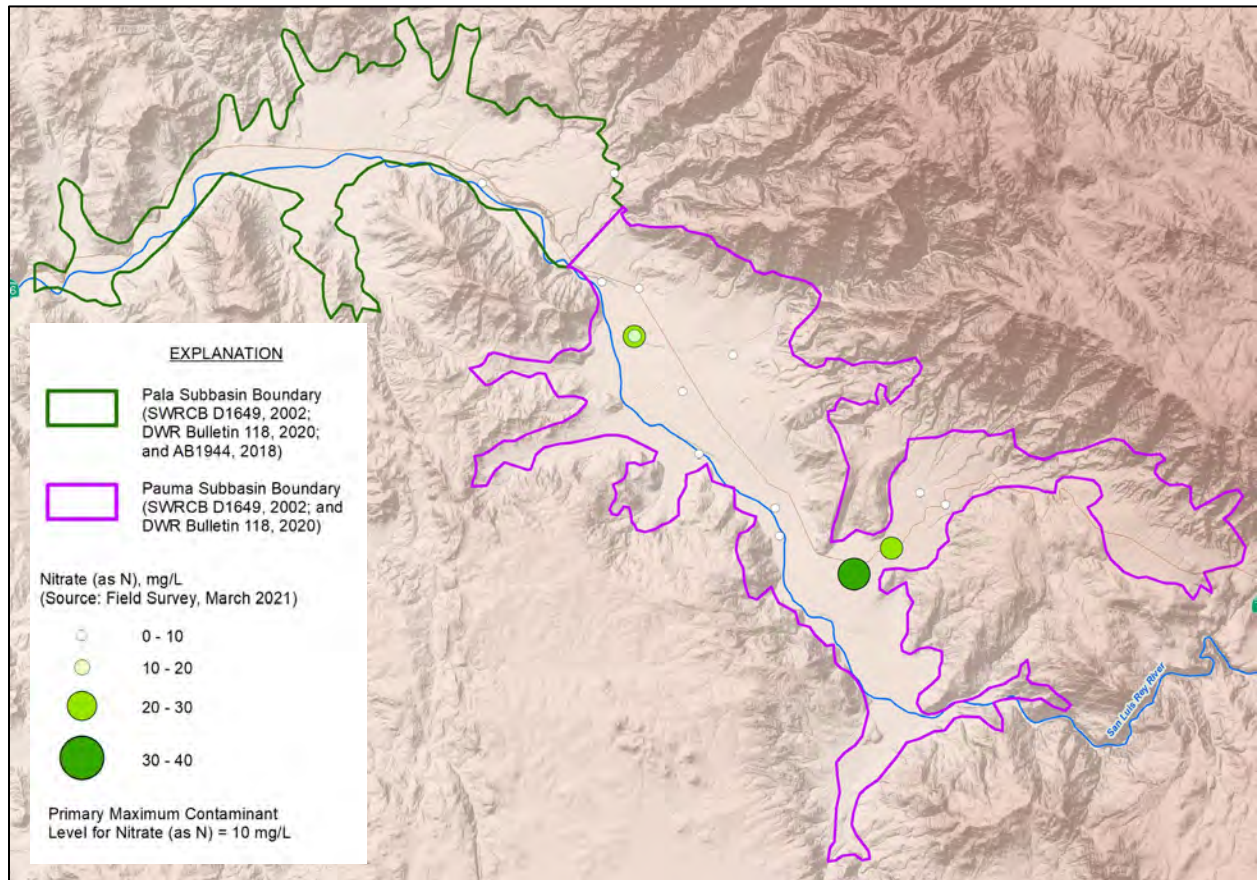 EXPLANATION
Pala Subbasin Boundary
(SWRCB D1649, 2002;
DWR Bulletin 118, 2020;
and AB1944, 2018)
Pauma Subbasin Boundary
(SWRCB D1649, 2002; and
DWR Bulletin 118, 2020)
Nitrate (as N), mg/L
(Source: Field Survey, March 2021)
0 - 10
10 - 20
20 - 30
30 - 40
Primary Maximum Contaminant
Level for Nitrate (as N) = 10 mg/L
San Luis Rey River